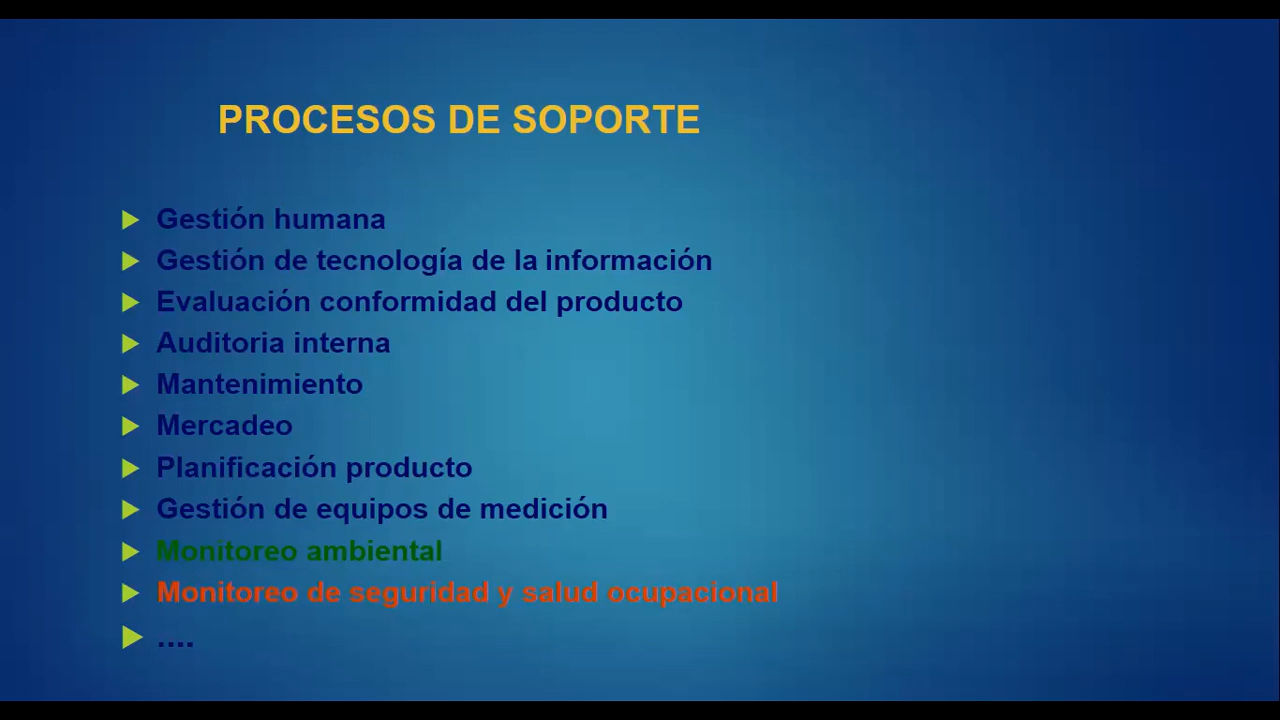 PROCESOS DE SOPORTE
Gestión humana
Gestión de tecnología de la información
Evaluación conformidad del producto
Auditoria interna
Mantenimiento
Mercadeo
Planificación producto
Gestión de equipos de medición
Monitoreo ambiental
Monitoreo de seguridad y salud ocupacional
....